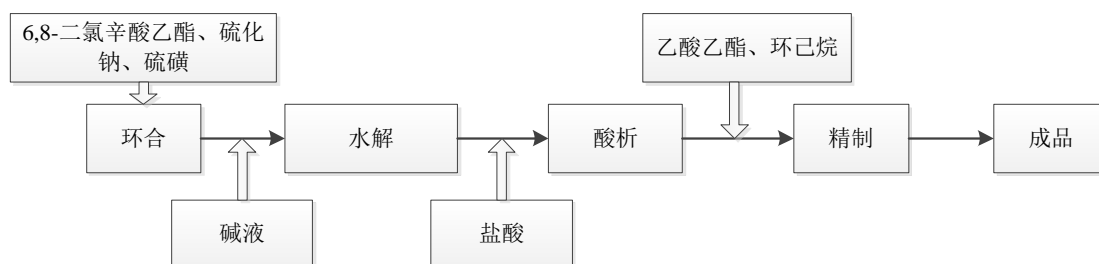 6,8-二氯辛酸乙酯、硫化
钠、硫磺
乙酸乙酯、环己烷
环合
水解
酸析
精制
成品
碱液
盐酸